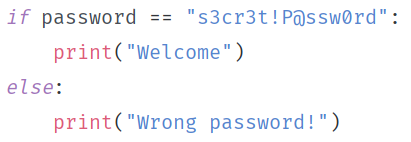 if password == "s3cr3t!P@ssw0rd":
    print("Welcome")
else:
    print("Wrong password!")